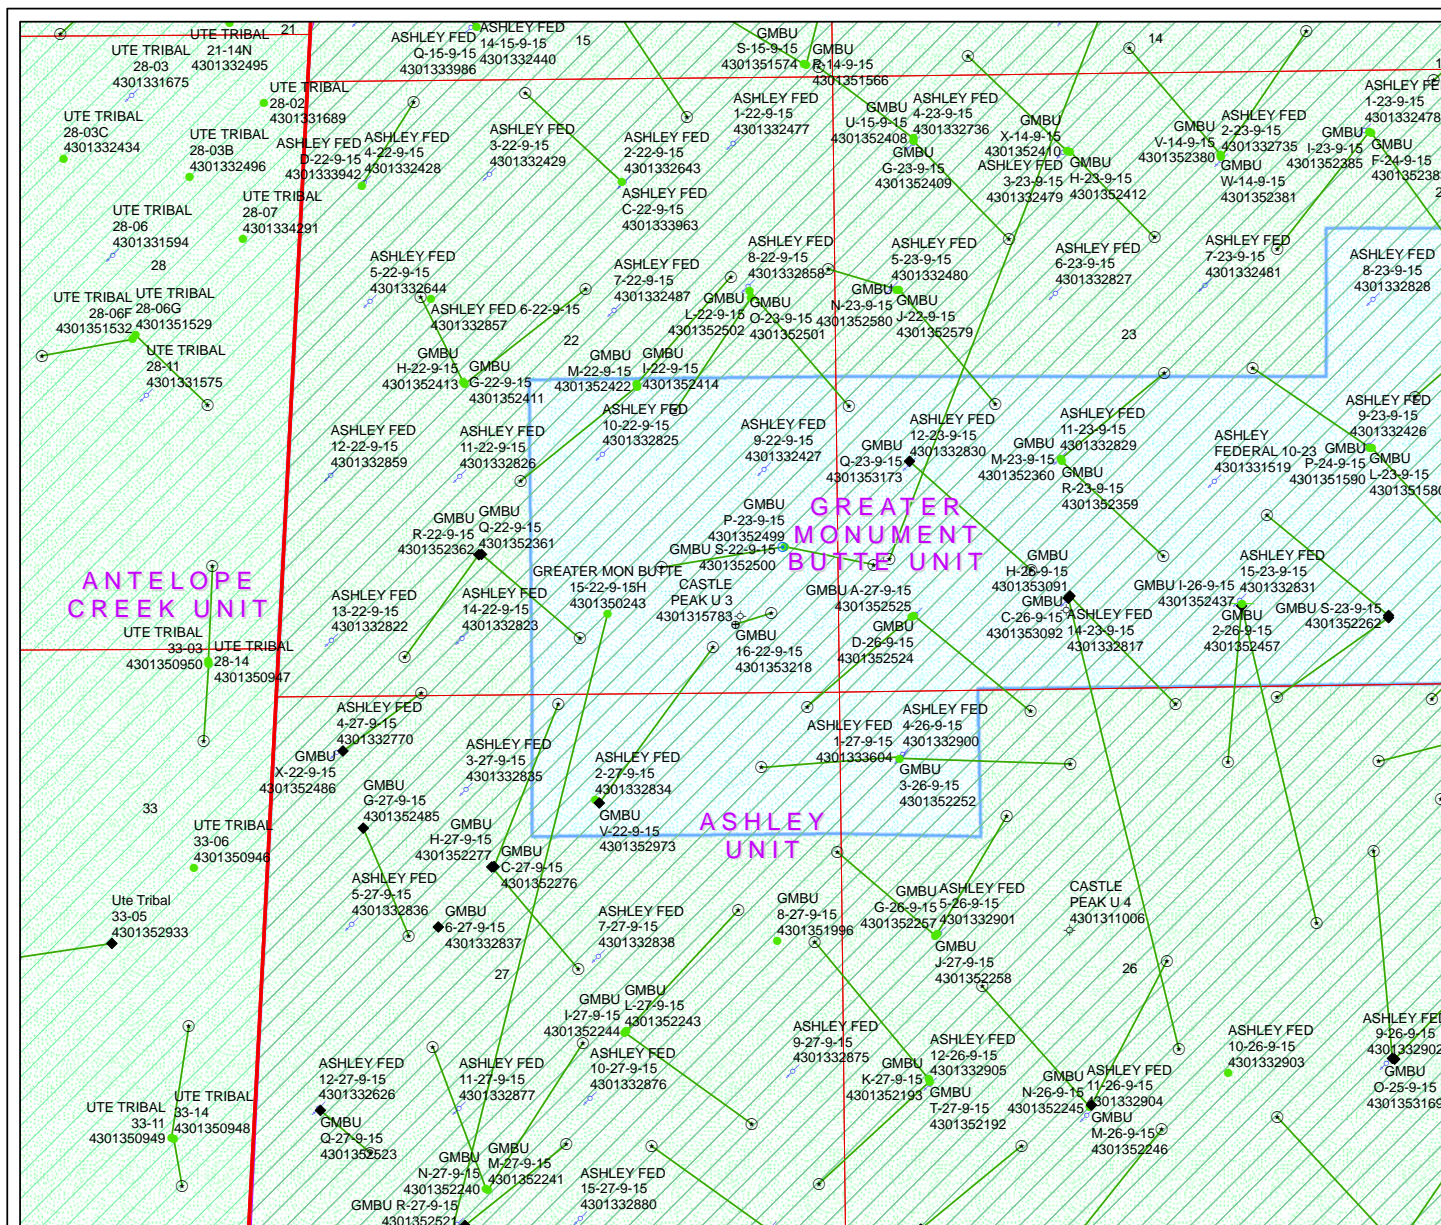 21
UTE TRIBAL
21-14N
4301332495
UTE TRIBAL
28-03
4301331675
ASHLEY FED
Q-15-9-15
4301333986
ASHLEY FED
14-15-9-15
4301332440
15
GMBU
S-15-9-15
4301351574
GMBU
R-14-9-15
4301351566
14
UTE TRIBAL
28-02
4301331689
UTE TRIBAL
28-03C
4301332434
UTE TRIBAL
28-03B
4301332496
ASHLEY FED
D-22-9-15
4301333942
ASHLEY FED
4-22-9-15
4301332428
ASHLEY FED
3-22-9-15
4301332429
ASHLEY FED
2-22-9-15
4301332643
ASHLEY FED
C-22-9-15
4301333963
ASHLEY FED
1-22-9-15
4301332477
GMBU
U-15-9-15
4301352408
ASHLEY FED
4-23-9-15
4301332736
GMBU
G-23-9-15
4301352409
GMBU
X-14-9-15
4301352410
ASHLEY FED
3-23-9-15
4301332479
GMBU
H-23-9-15
4301352412
GMBU
V-14-9-15
4301352380
ASHLEY FED
2-23-9-15
4301332735
GMBU
W-14-9-15
4301352381
ASHLEY FED
1-23-9-15
4301332478
GMBU
I-23-9-15
4301352385
GMBU
F-24-9-15
UTE TRIBAL
28-07
4301334291
UTE TRIBAL
28-06
4301331594
28
ASHLEY FED
5-22-9-15
4301332644
ASHLEY FED 6-22-9-15
4301332857
ASHLEY FED
7-22-9-15
4301332487
ASHLEY FED
8-22-9-15
4301332858
GMBU
L-22-9-15
4301352502
GMBU
O-23-9-15
4301352501
ASHLEY FED
5-23-9-15
4301332480
GMBU
N-23-9-15
4301352580
GMBU
J-22-9-15
4301352579
ASHLEY FED
6-23-9-15
4301332827
ASHLEY FED
7-23-9-15
4301332481
ASHLEY FED
8-23-9-15
4301332828
UTE TRIBAL
28-06F
4301351532
UTE TRIBAL
28-06G
4301351529
UTE TRIBAL
28-11
4301331575
22
23
GMBU
H-22-9-15
4301352413
GMBU
G-22-9-15
4301352411
GMBU
M-22-9-15
4301352422
GMBU
I-22-9-15
4301352414
ASHLEY FED
10-22-9-15
4301332825
ASHLEY FED
12-22-9-15
4301332859
ASHLEY FED
11-22-9-15
4301332826
ASHLEY FED
9-22-9-15
4301332427
GMBU
Q-23-9-15
4301353173
ASHLEY FED
12-23-9-15
4301332830
ASHLEY FED
11-23-9-15
4301332829
GMBU
M-23-9-15
4301352360
GMBU
R-23-9-15
4301352359
ASHLEY
FEDERAL 10-23
4301331519
ASHLEY FED
9-23-9-15
4301332426
GMBU
P-24-9-15
4301351590
GMBU
L-23-9-15
4301351580
GREATER
MONUMENT
BUTTE UNIT
GMBU
R-22-9-15
4301352362
GMBU
Q-22-9-15
4301352361
GMBU
P-23-9-15
4301352499
GMBU S-22-9-15
4301352500
GREATER MON BUTTE
15-22-9-15H
4301350243
CASTLE
PEAK U 3
4301315783
GMBU
16-22-9-15
4301353218
GMBU A-27-9-15
4301352525
GMBU
D-26-9-15
4301352524
GMBU
H-26-9-15
4301353091
GMBU
C-26-9-15
4301353092
ASHLEY FED
14-23-9-15
4301332817
GMBU I-26-9-15
4301352437
ASHLEY FED
15-23-9-15
4301332831
GMBU
2-26-9-15
4301352457
GMBU S-23-9-15
4301352262
ANTELOPE
CREEK UNIT
ASHLEY FED
13-22-9-15
4301332822
ASHLEY FED
14-22-9-15
4301332823
UTE TRIBAL
33-03
4301350950
UTE TRIBAL
28-14
4301350947
ASHLEY FED
4-27-9-15
4301332770
GMBU
X-22-9-15
4301352486
ASHLEY FED
3-27-9-15
4301332835
ASHLEY FED
2-27-9-15
4301332834
GMBU
V-22-9-15
4301352973
ASHLEY FED
1-27-9-15
4301333604
ASHLEY FED
4-26-9-15
4301332900
GMBU
3-26-9-15
4301352252
33
ASHLEY
UNIT
UTE TRIBAL
33-06
4301350946
GMBU
G-27-9-15
4301352485
GMBU
H-27-9-15
4301352277
GMBU
C-27-9-15
4301352276
ASHLEY FED
5-27-9-15
4301332836
GMBU
6-27-9-15
4301332837
ASHLEY FED
7-27-9-15
4301332838
GMBU
8-27-9-15
4301351996
GMBU
G-26-9-15
4301352257
ASHLEY FED
5-26-9-15
4301332901
GMBU
J-27-9-15
4301352258
CASTLE
PEAK U 4
4301311006
Ute Tribal
33-05
4301352933
27
26
GMBU
I-27-9-15
4301352244
GMBU
L-27-9-15
4301352243
ASHLEY FED
10-27-9-15
4301332876
ASHLEY FED
9-27-9-15
4301332875
ASHLEY FED
12-26-9-15
4301332905
GMBU
K-27-9-15
4301352193
GMBU
T-27-9-15
4301352192
GMBU
N-26-9-15
4301352245
ASHLEY FED
11-26-9-15
4301332904
GMBU
M-26-9-15
4301352246
ASHLEY FED
10-26-9-15
4301332903
ASHLEY FED
9-26-9-15
4301332902
GMBU
O-25-9-15
4301353169
UTE TRIBAL
33-11
4301350949
UTE TRIBAL
33-14
4301350948
ASHLEY FED
12-27-9-15
4301332626
GMBU
Q-27-9-15
4301352523
ASHLEY FED
11-27-9-15
4301332877
GMBU
N-27-9-15
4301352240
GMBU
M-27-9-15
4301352241
GMBU R-27-9-15
4301352521
ASHLEY FED
15-27-9-15
4301332880